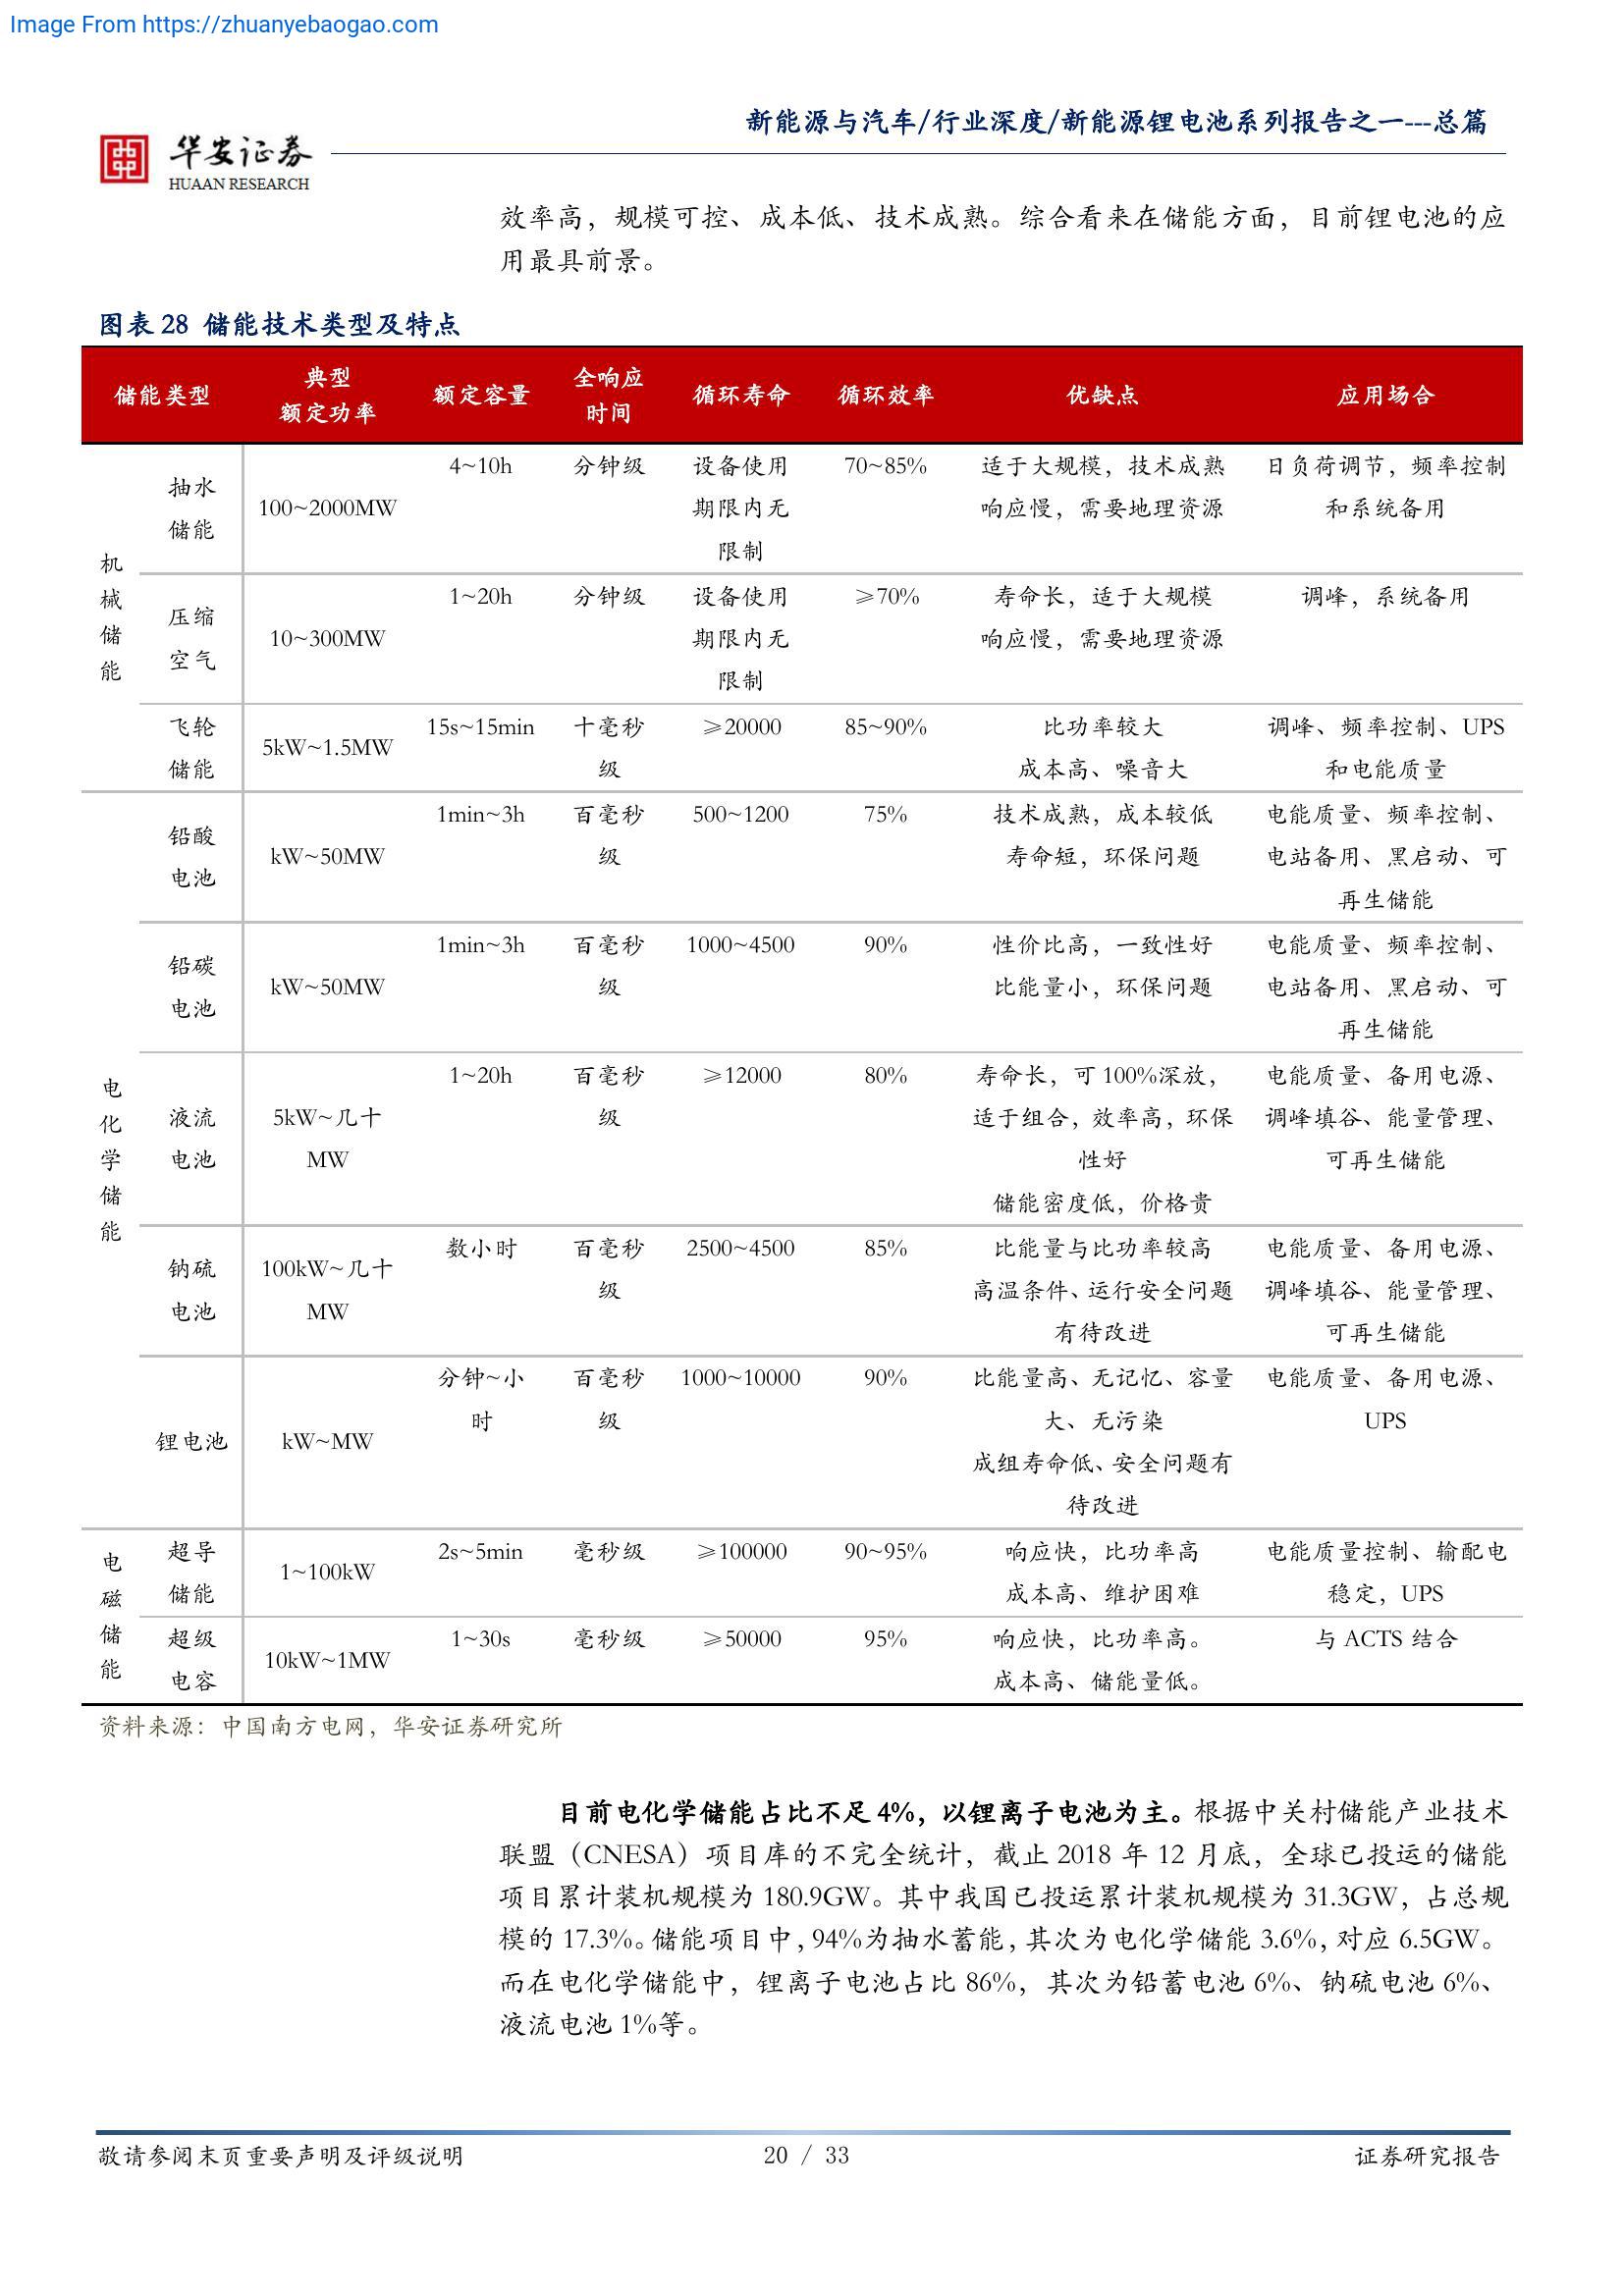 Image From https://zhuanyebaogao.com
新能源与汽车/行业深度/新能源锂电池系列报告之一---总篇
华安证券
HUAAN RESEARCH
效率高，规模可控、成本低、技术成熟。综合看来在储能方面，目前锂电池的应
用最具前景。
图表 28 储能技术类型及特点
储能类型 典型额定功率 额定容量 全响应时间 循环寿命 循环效率 优缺点 应用场合
机械储能
抽水储能 100~2000MW 4~10h 分钟级 设备使用期限内无限制 70~85% 适于大规模，技术成熟 响应慢，需要地理资源 日负荷调节，频率控制和系统备用
压缩空气 10~300MW 1~20h 分钟级 设备使用期限内无限制 ≥70% 寿命长，适于大规模 响应慢，需要地理资源 调峰，系统备用
飞轮储能 5kW~1.5MW 15s~15min 十毫秒级 ≥20000 85~90% 比功率较大 成本高、噪音大 调峰、频率控制、UPS和电能质量
电化学储能
铅酸电池 kW~50MW 1min~3h 百毫秒级 500~1200 75% 技术成熟，成本较低 寿命短，环保问题 电能质量、频率控制、电站备用、黑启动、可再生储能
铅碳电池 kW~50MW 1min~3h 百毫秒级 1000~4500 90% 性价比高，一致性好 比能量小，环保问题 电能质量、频率控制、电站备用、黑启动、可再生储能
液流电池 5kW~几十MW 1~20h 百毫秒级 ≥12000 80% 寿命长，可 100%深放，适于组合，效率高，环保性好 储能密度低，价格贵 电能质量、备用电源、调峰填谷、能量管理、可再生储能
钠硫电池 100kW~几十MW 数小时 百毫秒级 2500~4500 85% 比能量与比功率较高 高温条件、运行安全问题有待改进 电能质量、备用电源、调峰填谷、能量管理、可再生储能
锂电池 kW~MW 分钟~小时 百毫秒级 1000~10000 90% 比能量高、无记忆、容量大、无污染 成组寿命低、安全问题有待改进 电能质量、备用电源、UPS
电磁储能
超导储能 1~100kW 2s~5min 毫秒级 ≥100000 90~95% 响应快，比功率高 成本高、维护困难 电能质量控制、输配电稳定，UPS
超级电容 10kW~1MW 1~30s 毫秒级 ≥50000 95% 响应快，比功率高。 成本高、储能量低。 与 ACTS 结合
资料来源：中国南方电网，华安证券研究所
目前电化学储能占比不足 4%，以锂离子电池为主。根据中关村储能产业技术
联盟（CNESA）项目库的不完全统计，截止 2018 年 12 月底，全球已投运的储能
项目累计装机规模为 180.9GW。其中我国已投运累计装机规模为 31.3GW，占总规
模的 17.3%。储能项目中，94%为抽水蓄能，其次为电化学储能 3.6%，对应 6.5GW。
而在电化学储能中，锂离子电池占比 86%，其次为铅蓄电池 6%、钠硫电池 6%、
液流电池 1%等。
敬请参阅末页重要声明及评级说明 20 / 33 证券研究报告